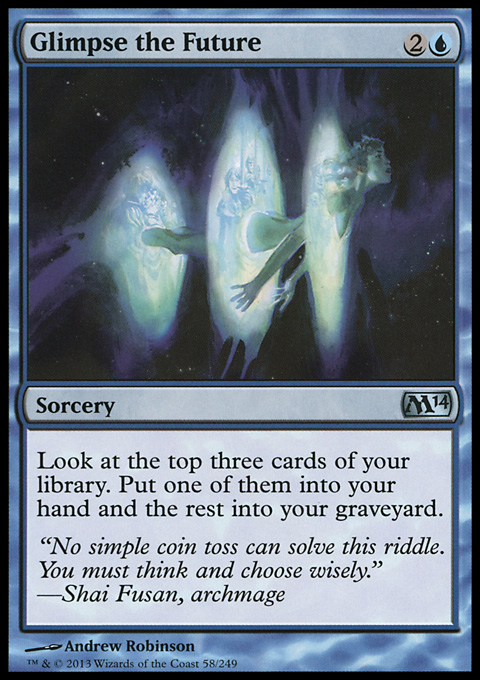 Glimpse the Future 2
Sorcery M14
Look at the top three cards of your
library. Put one of them into your
hand and the rest into your graveyard.
“No simple coin toss can solve this riddle.
You must think and choose wisely.”
—Shai Fusan, archmage
Andrew Robinson
™ & © 2013 Wizards of the Coast 58/249